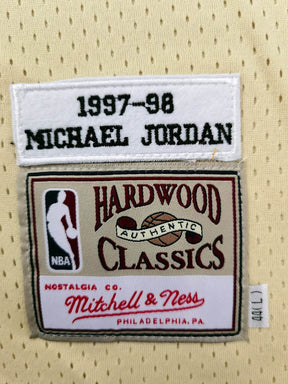 1997-98
MICHAEL JORDAN
HARDWOOD
AUTHENTIC
CLASSICS
NBA
NOSTALGIA CO.
Mitchell & Ness
PHILADELPHIA, PA.
44(L)